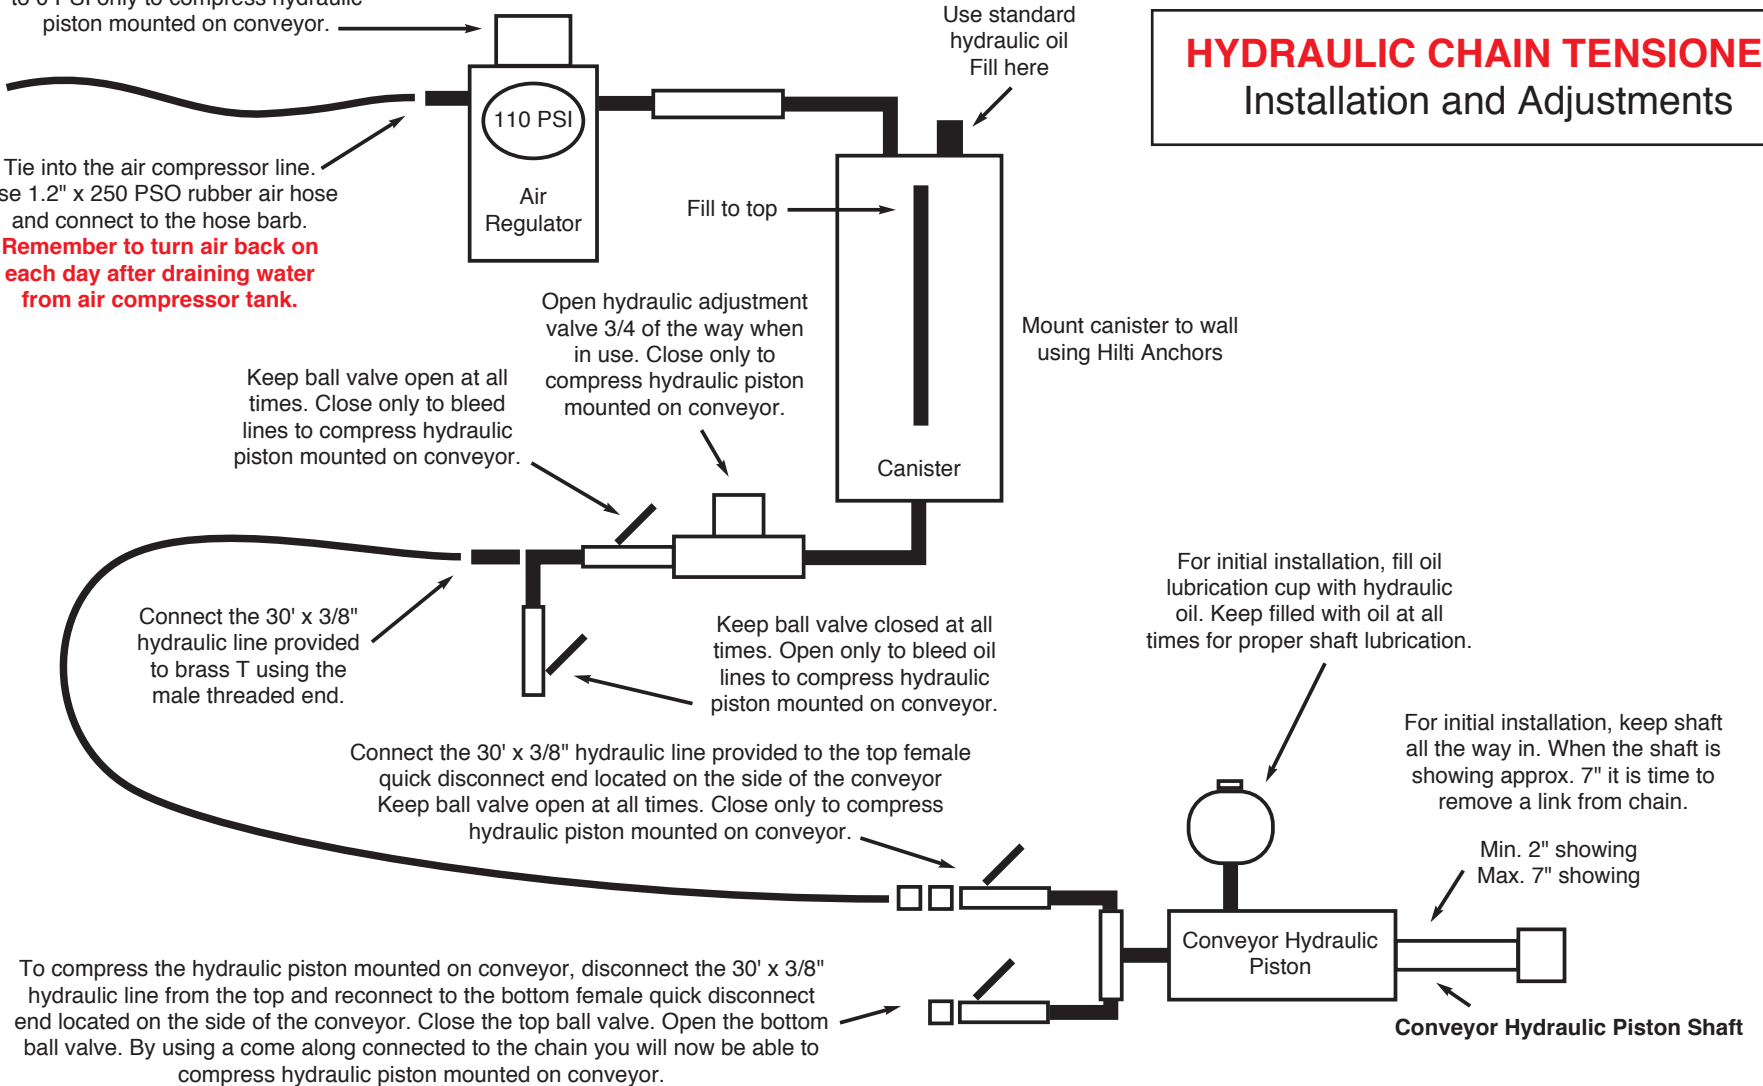 to 0 PSI only to compress hydraulic
piston mounted on conveyor.
Use standard
hydraulic oil
Fill here
HYDRAULIC CHAIN TENSIONE
Installation and Adjustments
110 PSI
Air
Regulator
Tie into the air compressor line.
se 1.2" x 250 PSO rubber air hose
and connect to the hose barb.
Remember to turn air back on
each day after draining water
from air compressor tank.
Fill to top
Canister
Mount canister to wall
using Hilti Anchors
Open hydraulic adjustment
valve 3/4 of the way when
in use. Close only to
compress hydraulic piston
mounted on conveyor.
Keep ball valve open at all
times. Close only to bleed
lines to compress hydraulic
piston mounted on conveyor.
Connect the 30' x 3/8"
hydraulic line provided
to brass T using the
male threaded end.
Keep ball valve closed at all
times. Open only to bleed oil
lines to compress hydraulic
piston mounted on conveyor.
For initial installation, fill oil
lubrication cup with hydraulic
oil. Keep filled with oil at all
times for proper shaft lubrication.
For initial installation, keep shaft
all the way in. When the shaft is
showing approx. 7" it is time to
remove a link from chain.
Min. 2" showing
Max. 7" showing
Connect the 30' x 3/8" hydraulic line provided to the top female
quick disconnect end located on the side of the conveyor
Keep ball valve open at all times. Close only to compress
hydraulic piston mounted on conveyor.
Conveyor Hydraulic
Piston
Conveyor Hydraulic Piston Shaft
To compress the hydraulic piston mounted on conveyor, disconnect the 30' x 3/8"
hydraulic line from the top and reconnect to the bottom female quick disconnect
end located on the side of the conveyor. Close the top ball valve. Open the bottom
ball valve. By using a come along connected to the chain you will now be able to
compress hydraulic piston mounted on conveyor.